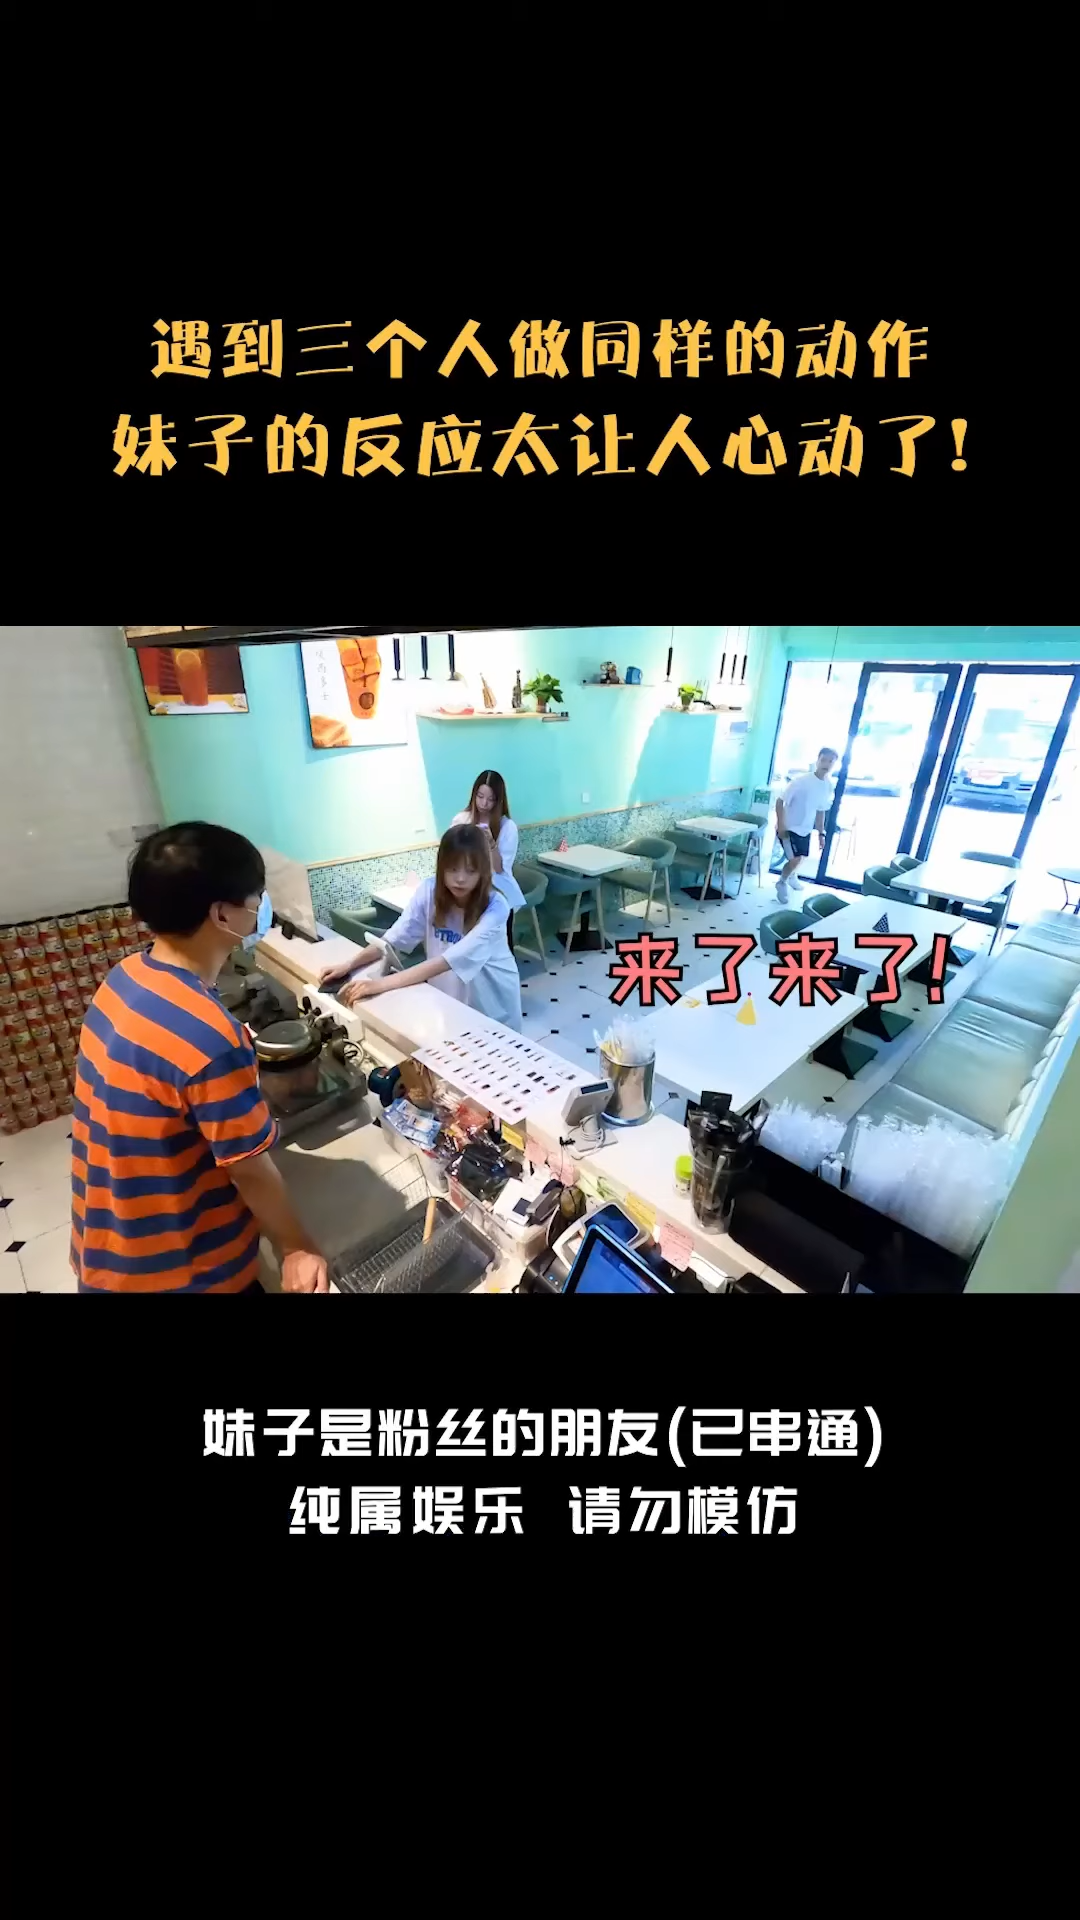 遇到三个人做同样的动作
妹子的反应太让人心动了!
来了来了!
妹子是粉丝的朋友(已串通)
纯属娱乐 请勿模仿